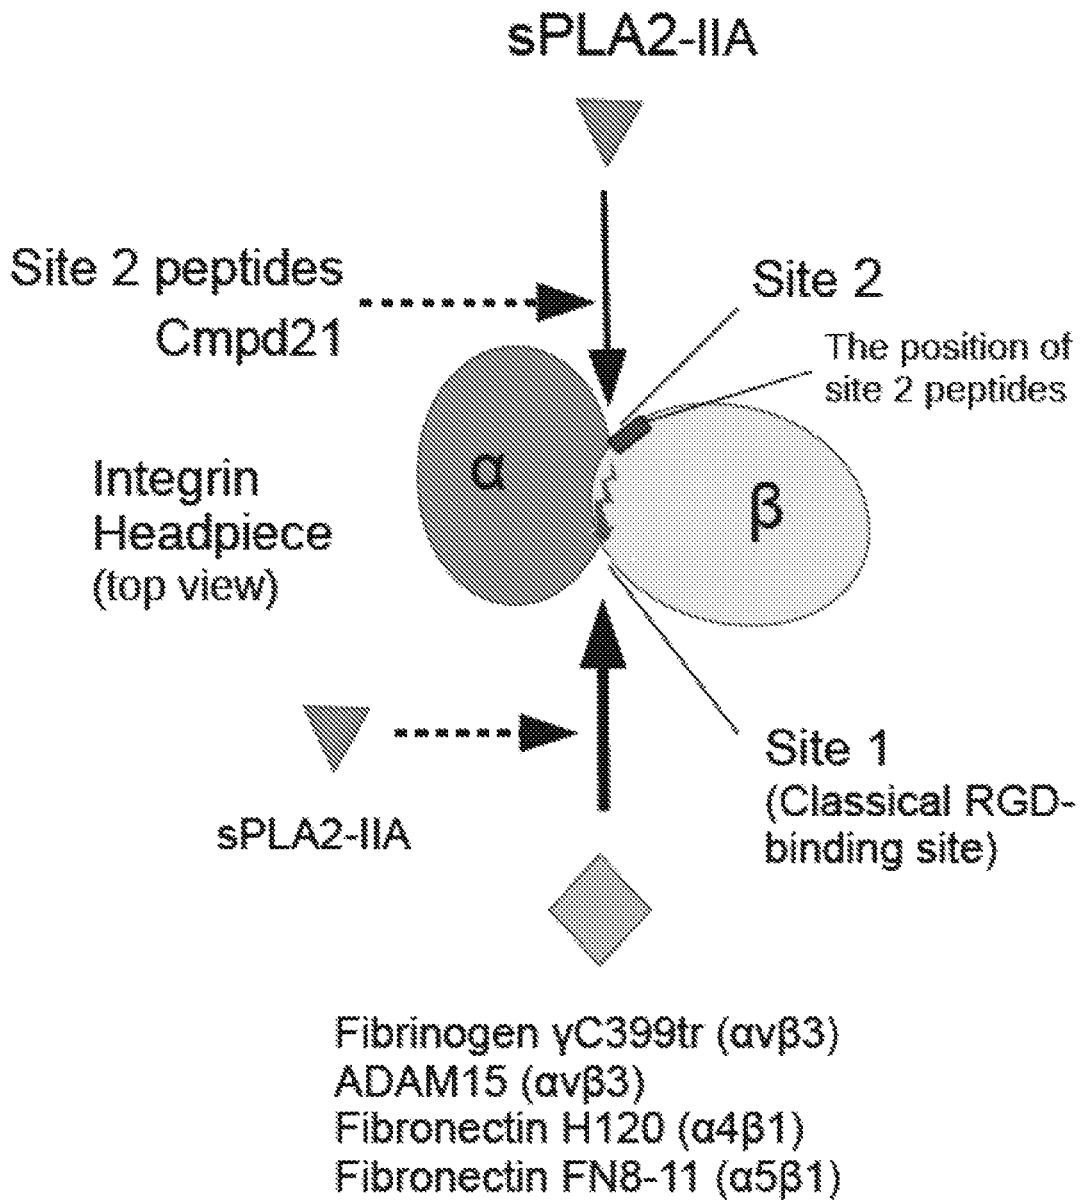 sPLA2-IIA
Site 2 peptides
Cmpd21
Site 2
The position of
site 2 peptides
α
β
Integrin
Headpiece
(top view)
Site 1
(Classical RGD-
binding site)
sPLA2-IIA
Fibrinogen γC399tr (αvβ3)
ADAM15 (αvβ3)
Fibronectin H120 (α4β1)
Fibronectin FN8-11 (α5β1)